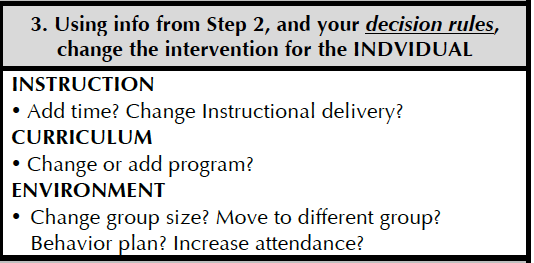 3. Using info from Step 2, and your decision rules,
change the intervention for the INDVIDUAL
INSTRUCTION
• Add time? Change Instructional delivery?
CURRICULUM
• Change or add program?
ENVIRONMENT
• Change group size? Move to different group?
Behavior plan? Increase attendance?